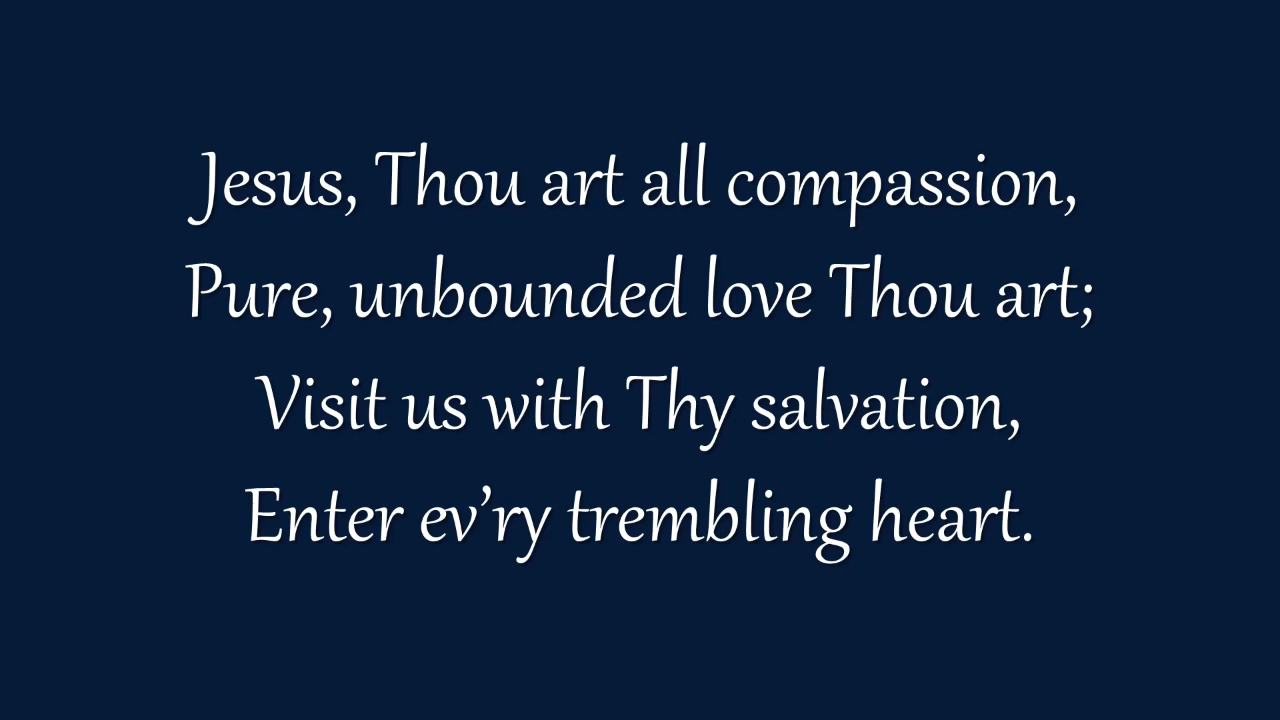 Jesus, Thou art all compassion,
Pure, unbounded love Thou art;
Visit us with Thy salvation,
Enter ev’ry trembling heart.